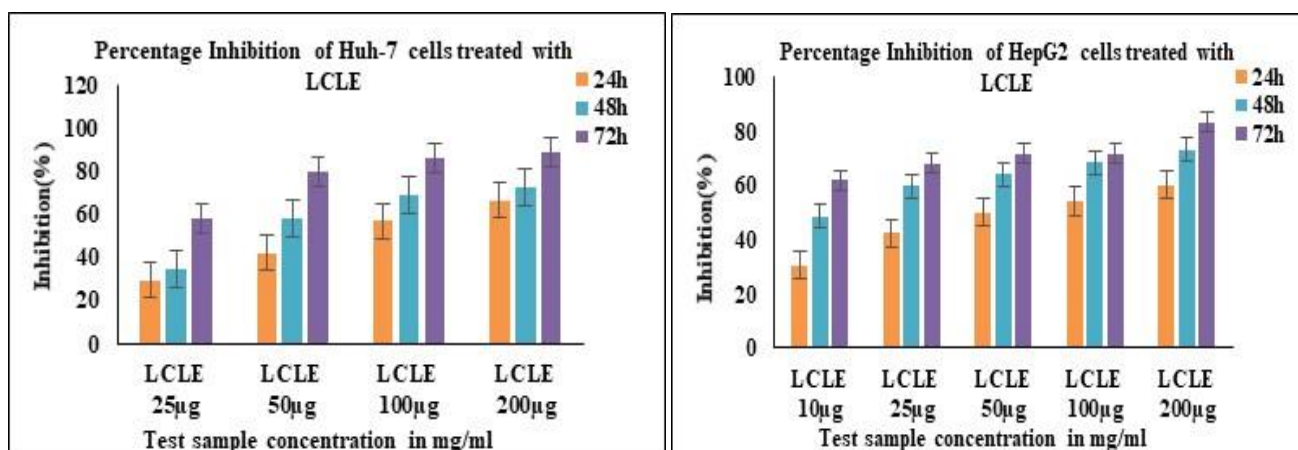 Percentage Inhibition of Huh-7 cells treated with
LCLE
24h
48h
72h
Inhibition(%)
120
100
80
60
40
20
0
LCLE LCLE LCLE LCLE
25µg 50µg 100µg 200µg
Test sample concentration in mg/ml
Percentage Inhibition of HepG2 cells treated with
LCLE
24h
48h
72h
Inhibition(%)
100
80
60
40
20
0
LCLE LCLE LCLE LCLE LCLE
10µg 25µg 50µg 100µg 200µg
Test sample concentration in mg/ml